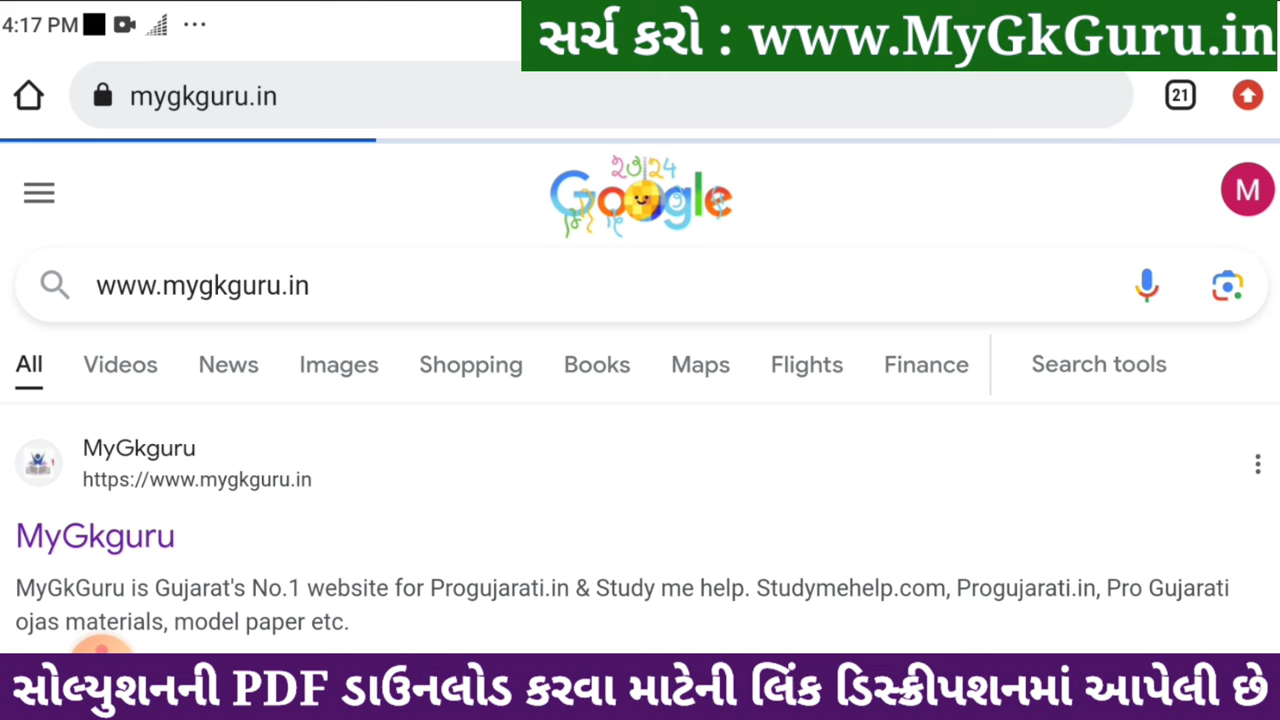 4:17 PM
સર્ચ કરો : www.MyGkGuru.in
mygkguru.in
21
Google
M
www.mygkguru.in
All Videos News Images Shopping Books Maps Flights Finance Search tools
MyGkguru
https://www.mygkguru.in
MyGkguru
MyGkGuru is Gujarat's No.1 website for Progujarati.in & Study me help. Studymehelp.com, Progujarati.in, Pro Gujarati
ojas materials, model paper etc.
સોલ્યુશનની PDF ડાઉનલોડ કરવા માટેની લિંક ડિસ્ક્રીપશનમાં આપેલી છે